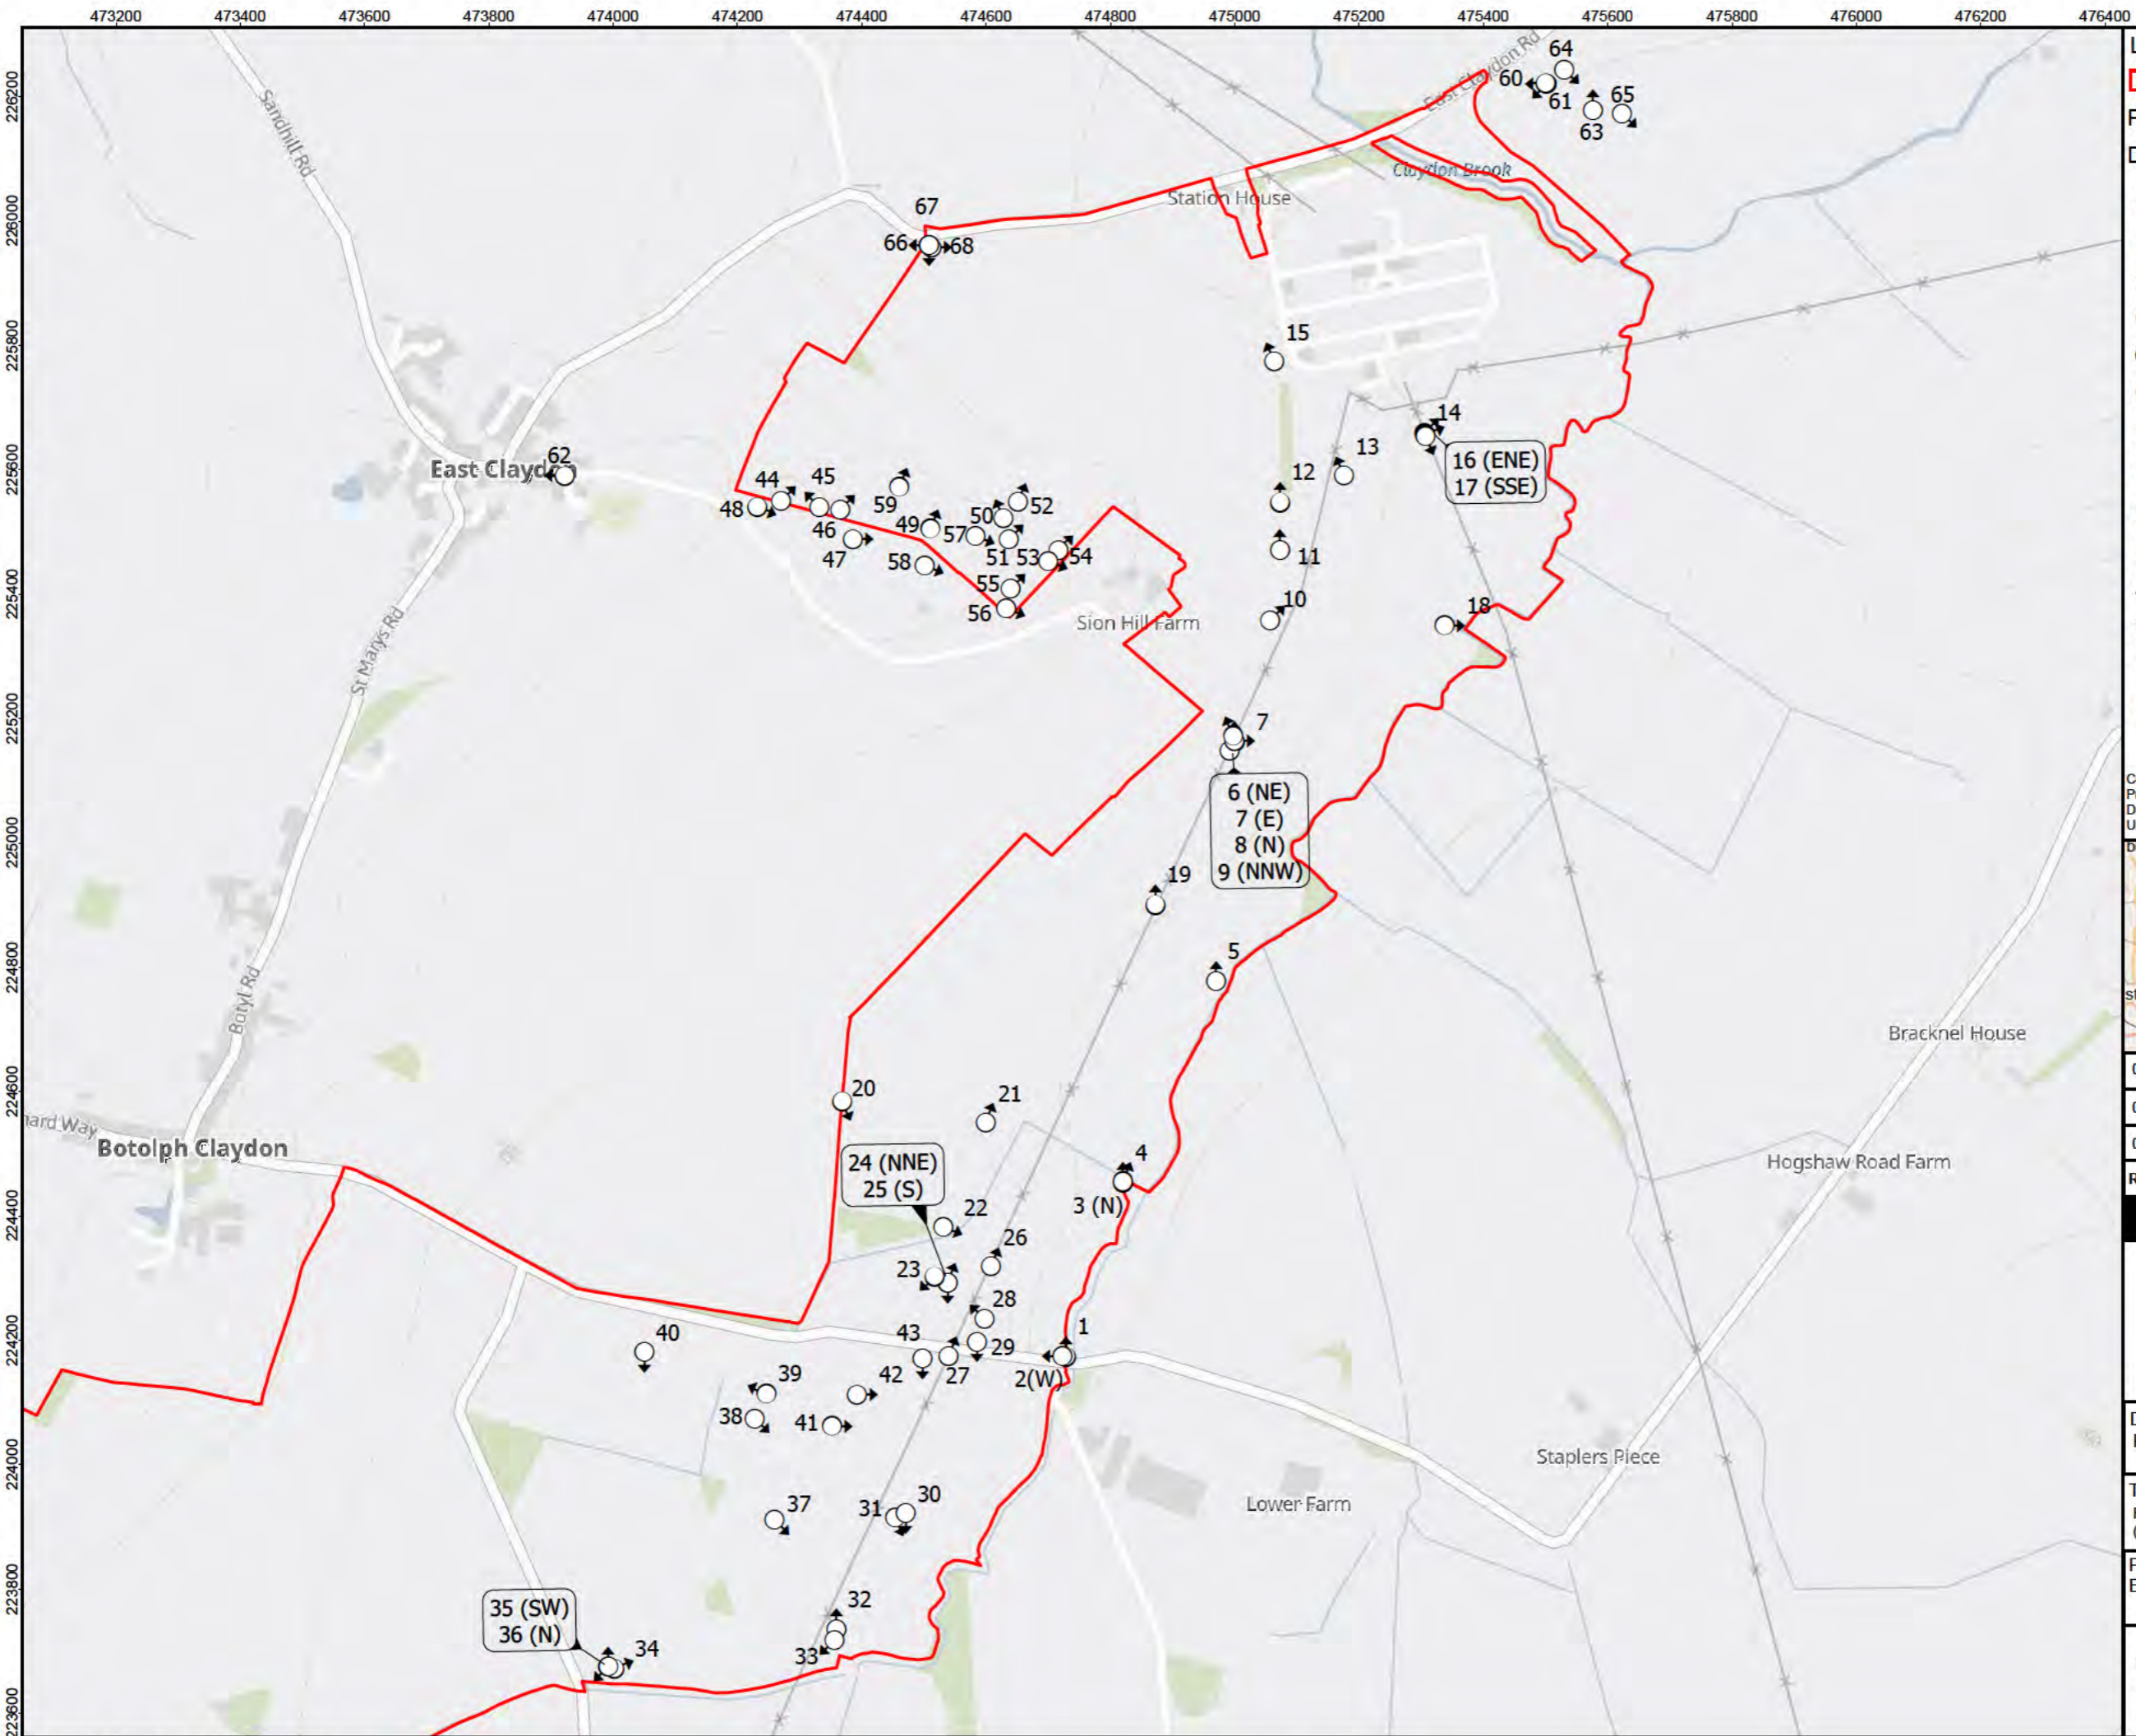 473200 473400 473600 473800 474000 474200 474400 474600 474800 475000 475200 475400 475600 475800 476000 476200 476400
226200
226000
225800
225600
225400
225200
225000
224800
224600
224400
224200
224000
223800
223600
East Claydon Rd
64
60
61
65
63
Sandhill Rd
Claydon Brook
Station House
67
66
68
15
14
16 (ENE)
17 (SSE)
13
12
62
East Claydon
44
45
59
52
50
48
49
57
46
51
53
54
47
58
11
55
56
10
18
Sion Hill Farm
St Marys Rd
7
6 (NE)
7 (E)
8 (N)
9 (NNW)
19
5
Botyl Rd
Bracknel House
20
21
ard Way
Botolph Claydon
4
24 (NNE)
25 (S)
3 (N)
Hogshaw Road Farm
22
26
23
28
1
40
43
29
2(W)
27
39
42
38
41
Staplers Piece
37
31
30
Lower Farm
32
35 (SW)
36 (N)
34
33